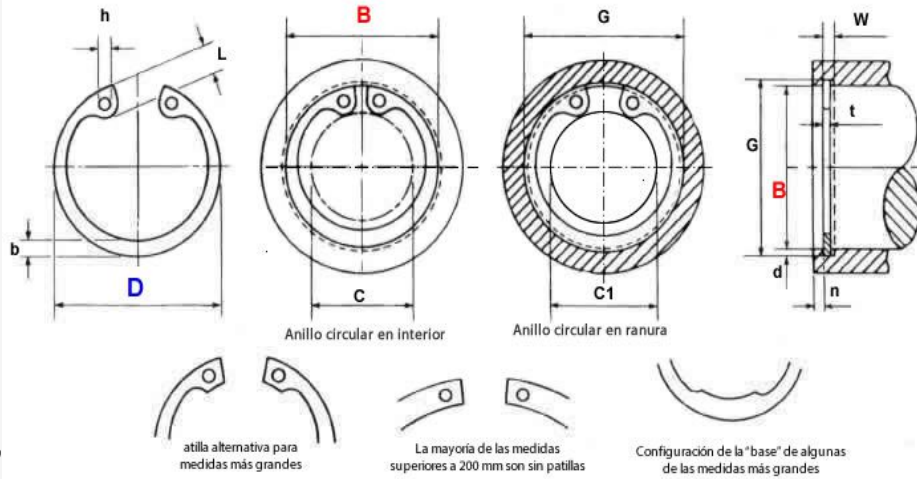 h
L
b
D
B
C
Anillo circular en interior
G
C1
Anillo circular en ranura
W
t
G
B
d
n
atilla alternativa para
medidas más grandes
La mayoría de las medidas
superiores a 200 mm son sin patillas
Configuración de la "base" de algunas
de las medidas más grandes